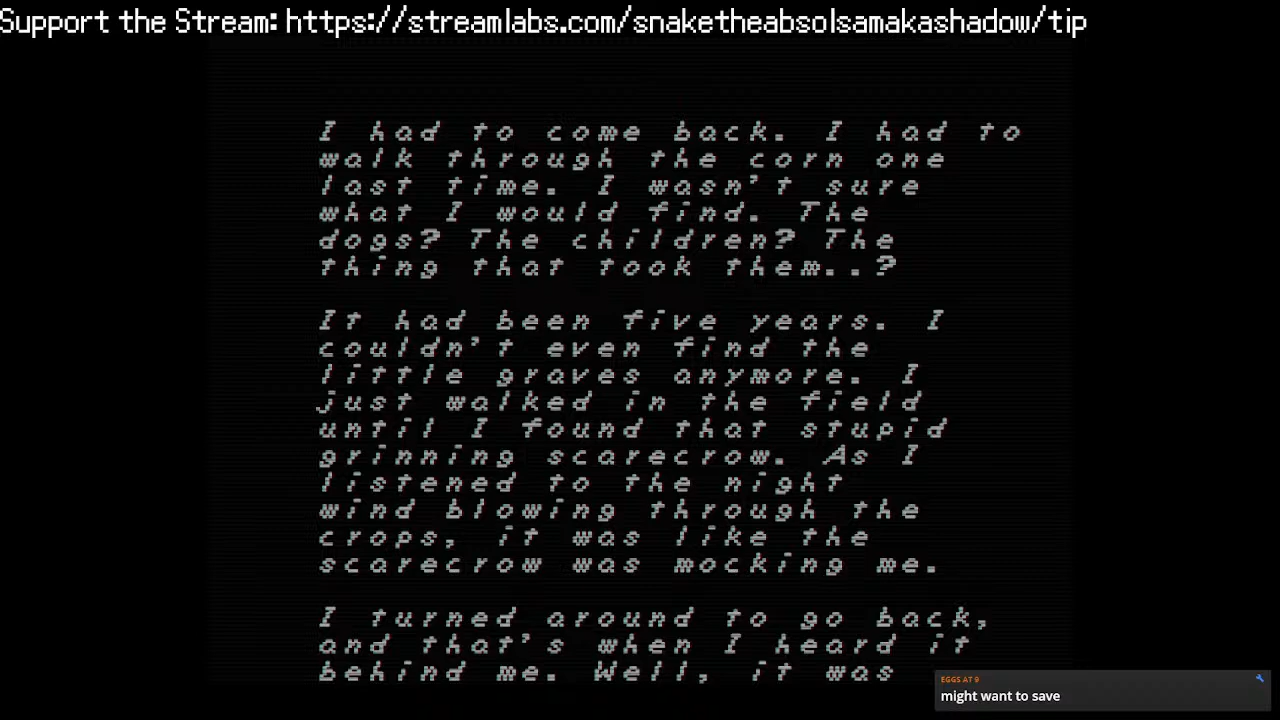 Support the Stream: https://streamlabs.com/snaketheabsolsamakashadow/tip
I had to come back. I had to
walk through the corn one
last time. I wasn't sure
what I would find. The
dogs? The children? The
thing that took them..?
It had been five years. I
couldn't even find the
little graves anymore. I
just walked in the field
until I found that stupid
grinning scarecrow. As I
listened to the night
wind blowing through the
crops, it was like the
scarecrow was mocking me.
I turned around to go back,
and that's when I heard it
behind me. Well, it was
EGGS AT 9
might want to save